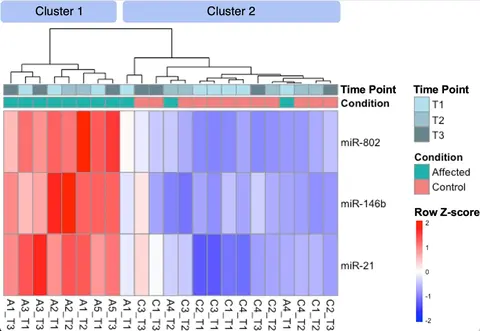 Cluster 1
Cluster 2
Time Point
Condition
miR-802
miR-146b
miR-21
A1_T3
A3_T1
A3_T3
A2_T1
A2_T2
A1_T2
A5_T1
A5_T3
A1_T1
C3_T3
C1_T3
A4_T2
C3_T2
C2_T1
C3_T1
C1_T1
C4_T1
C4_T3
C2_T2
A4_T1
C4_T2
C1_T2
C2_T3
Time Point
T1
T2
T3
Condition
Affected
Control
Row Z-score
2
1
0
-1
-2